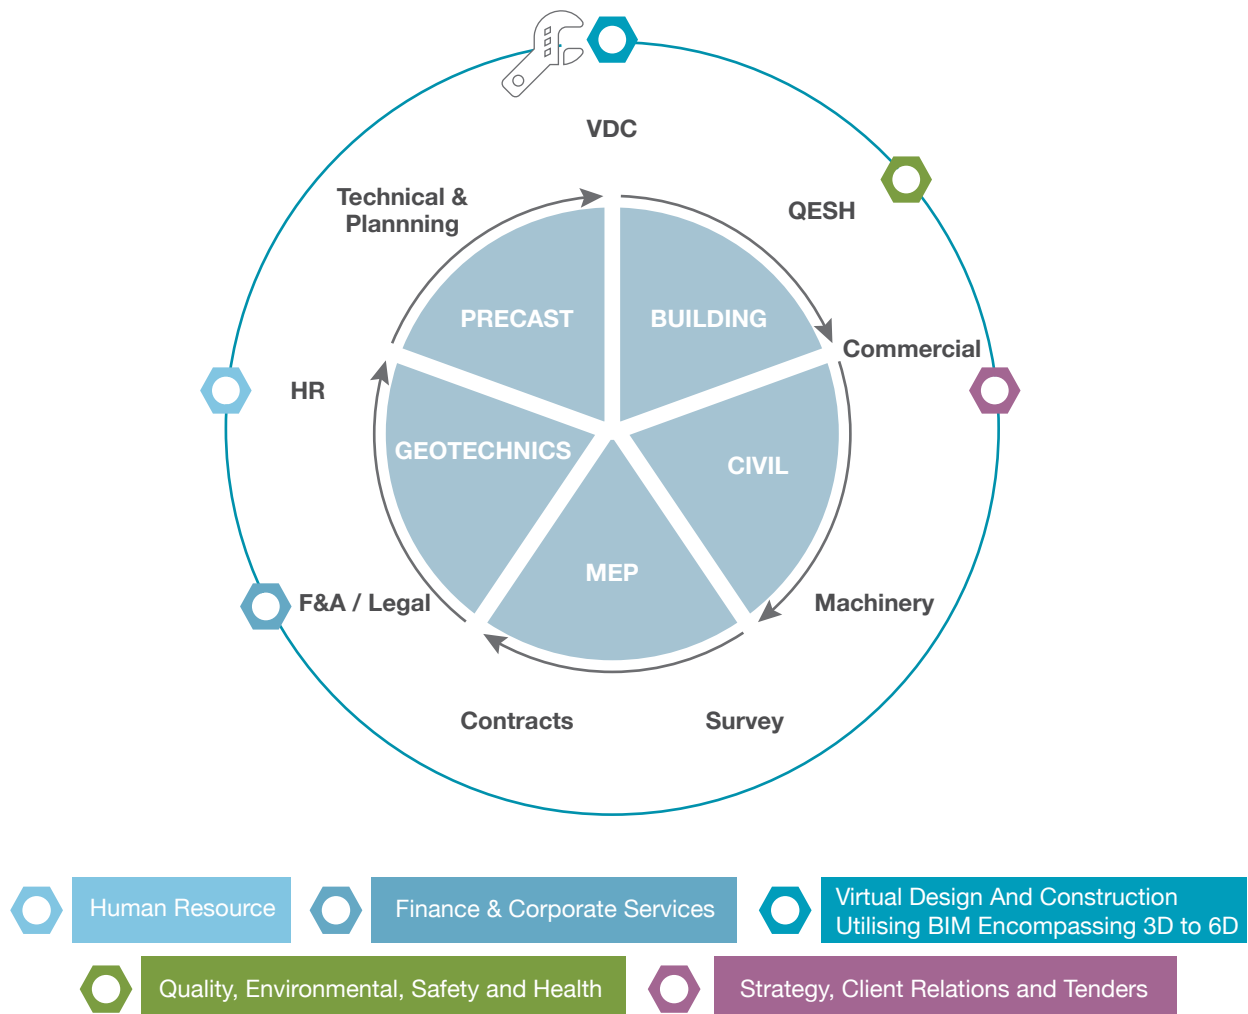 VDC
Technical &
Plannning
QESH
PRECAST
BUILDING
Commercial
HR
GEOTECHNICS
CIVIL
MEP
F&A / Legal
Machinery
Contracts
Survey
Human Resource
Finance & Corporate Services
Virtual Design And Construction
Utilising BIM Encompassing 3D to 6D
Quality, Environmental, Safety and Health
Strategy, Client Relations and Tenders